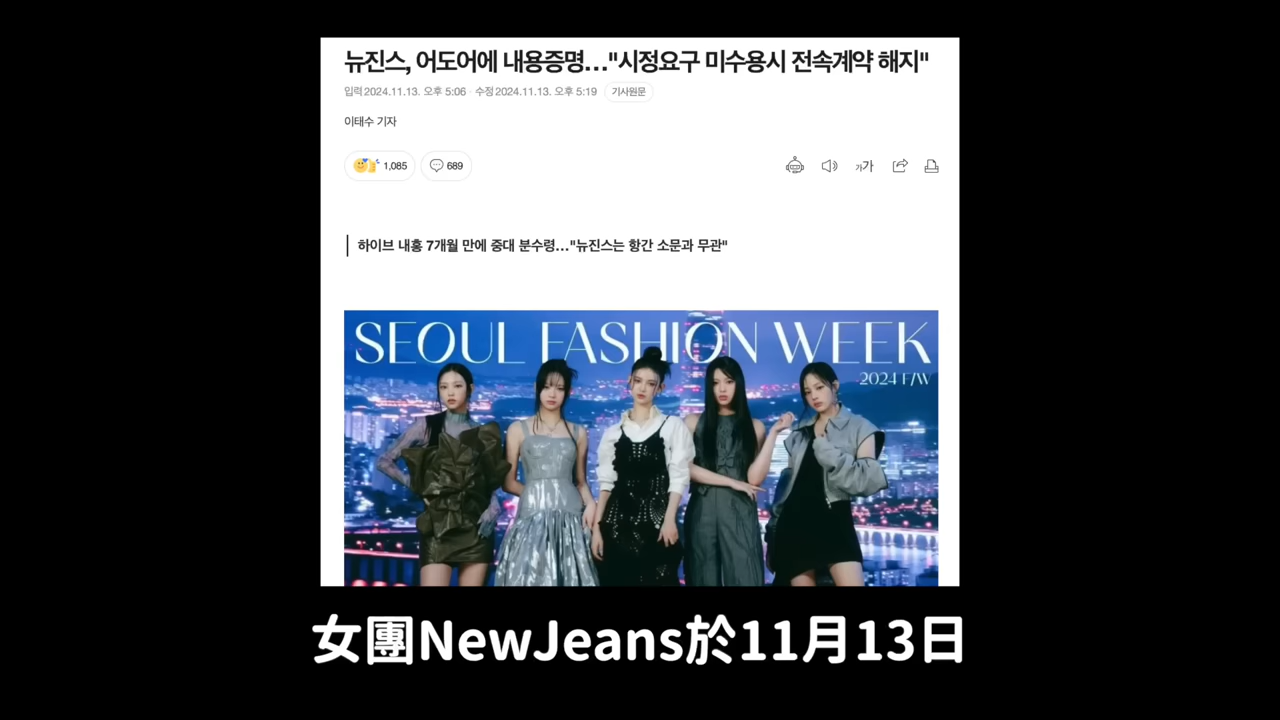 뉴진스, 어도어에 내용증명…"시정요구 미수용시 전속계약 해지"
입력 2024.11.13. 오후 5:06 · 수정 2024.11.13. 오후 5:19 기사원문
이태수 기자
1,085 689 가가
하이브 내홍 7개월 만에 중대 분수령…"뉴진스는 항간 소문과 무관"
SEOUL FASHION WEEK
2024 F/W
女團NewJeans於11月13日